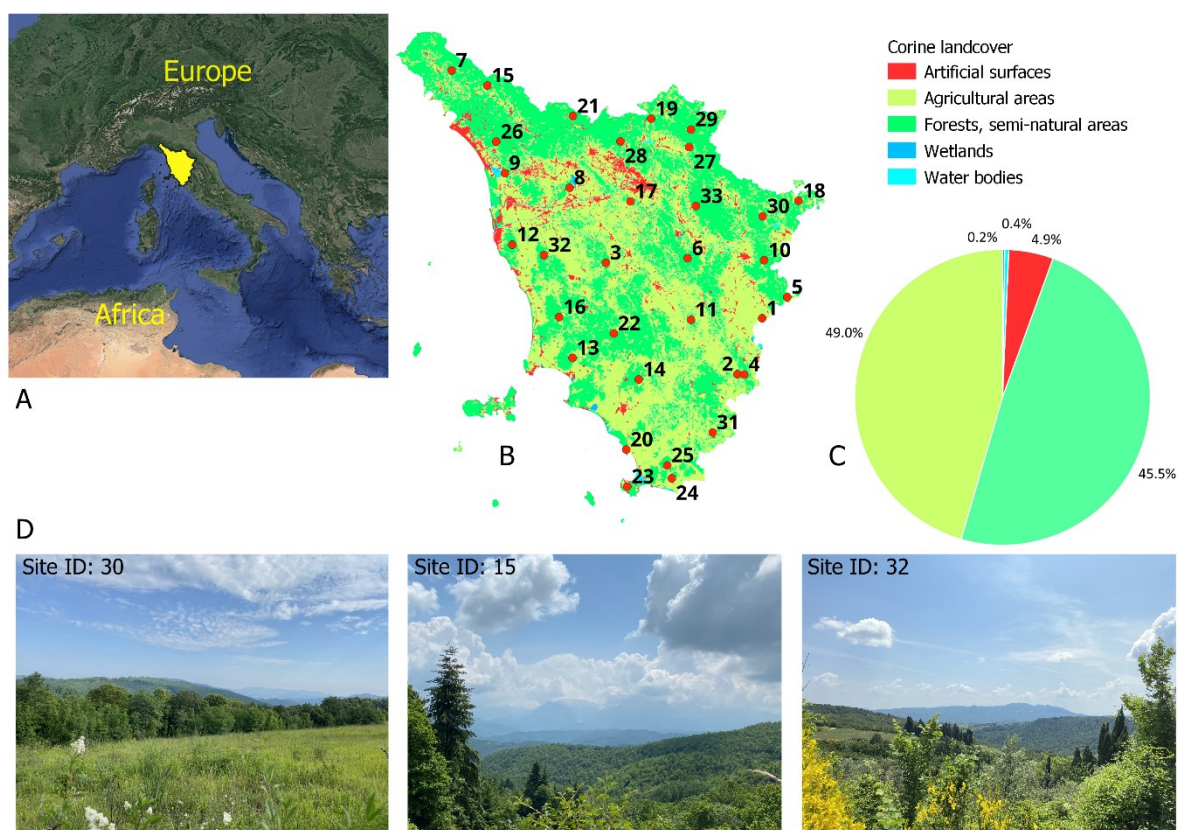 Europe
Africa
A
7
15
21
19
29
26
28
27
9
8
17
33
18
30
12
32
3
6
10
5
16
22
11
1
13
14
2
4
31
20
B
25
23
24
Corine landcover
Artificial surfaces
Agricultural areas
Forests, semi-natural areas
Wetlands
Water bodies
0.2%
0.4%
4.9%
49.0%
45.5%
C
D
Site ID: 30
Site ID: 15
Site ID: 32